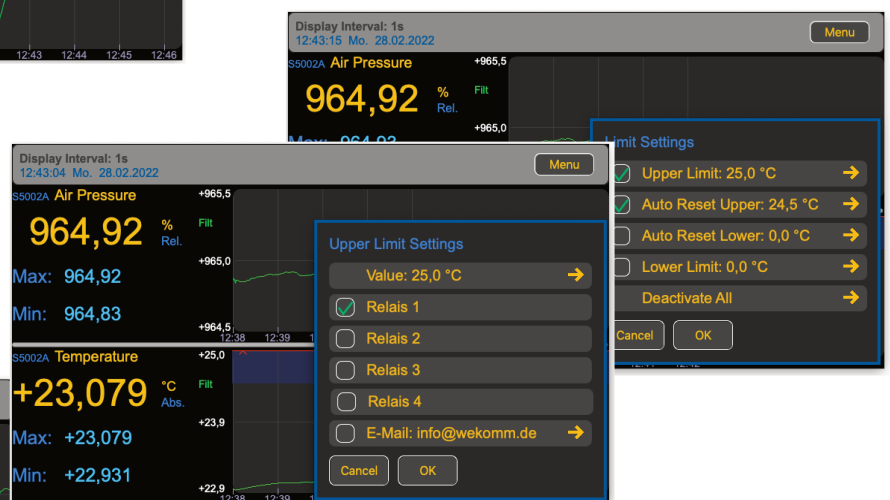 12:43 12:44 12:45 12:46
Display Interval: 1s
12:43:15 Mo. 28.02.2022
Menu
S5002A Air Pressure
+965,5
964,92 % Rel.
Filt
+965,0
Limit Settings
Upper Limit: 25,0 °C
Auto Reset Upper: 24,5 °C
Auto Reset Lower: 0,0 °C
Lower Limit: 0,0 °C
Deactivate All
Cancel
OK
Display Interval: 1s
12:43:04 Mo. 28.02.2022
Menu
S5002A Air Pressure
+965,5
964,92 % Rel.
Filt
+965,0
Max: 964,92
Min: 964,83
+964,5
12:38 12:39
Upper Limit Settings
Value: 25,0 °C
Relais 1
Relais 2
Relais 3
Relais 4
E-Mail: info@wekomm.de
Cancel
OK
S5002A Temperature
+25,0
+23,079 °C Abs.
Filt
+23,9
Max: +23,079
Min: +22,931
+22,9
12:38 12:39